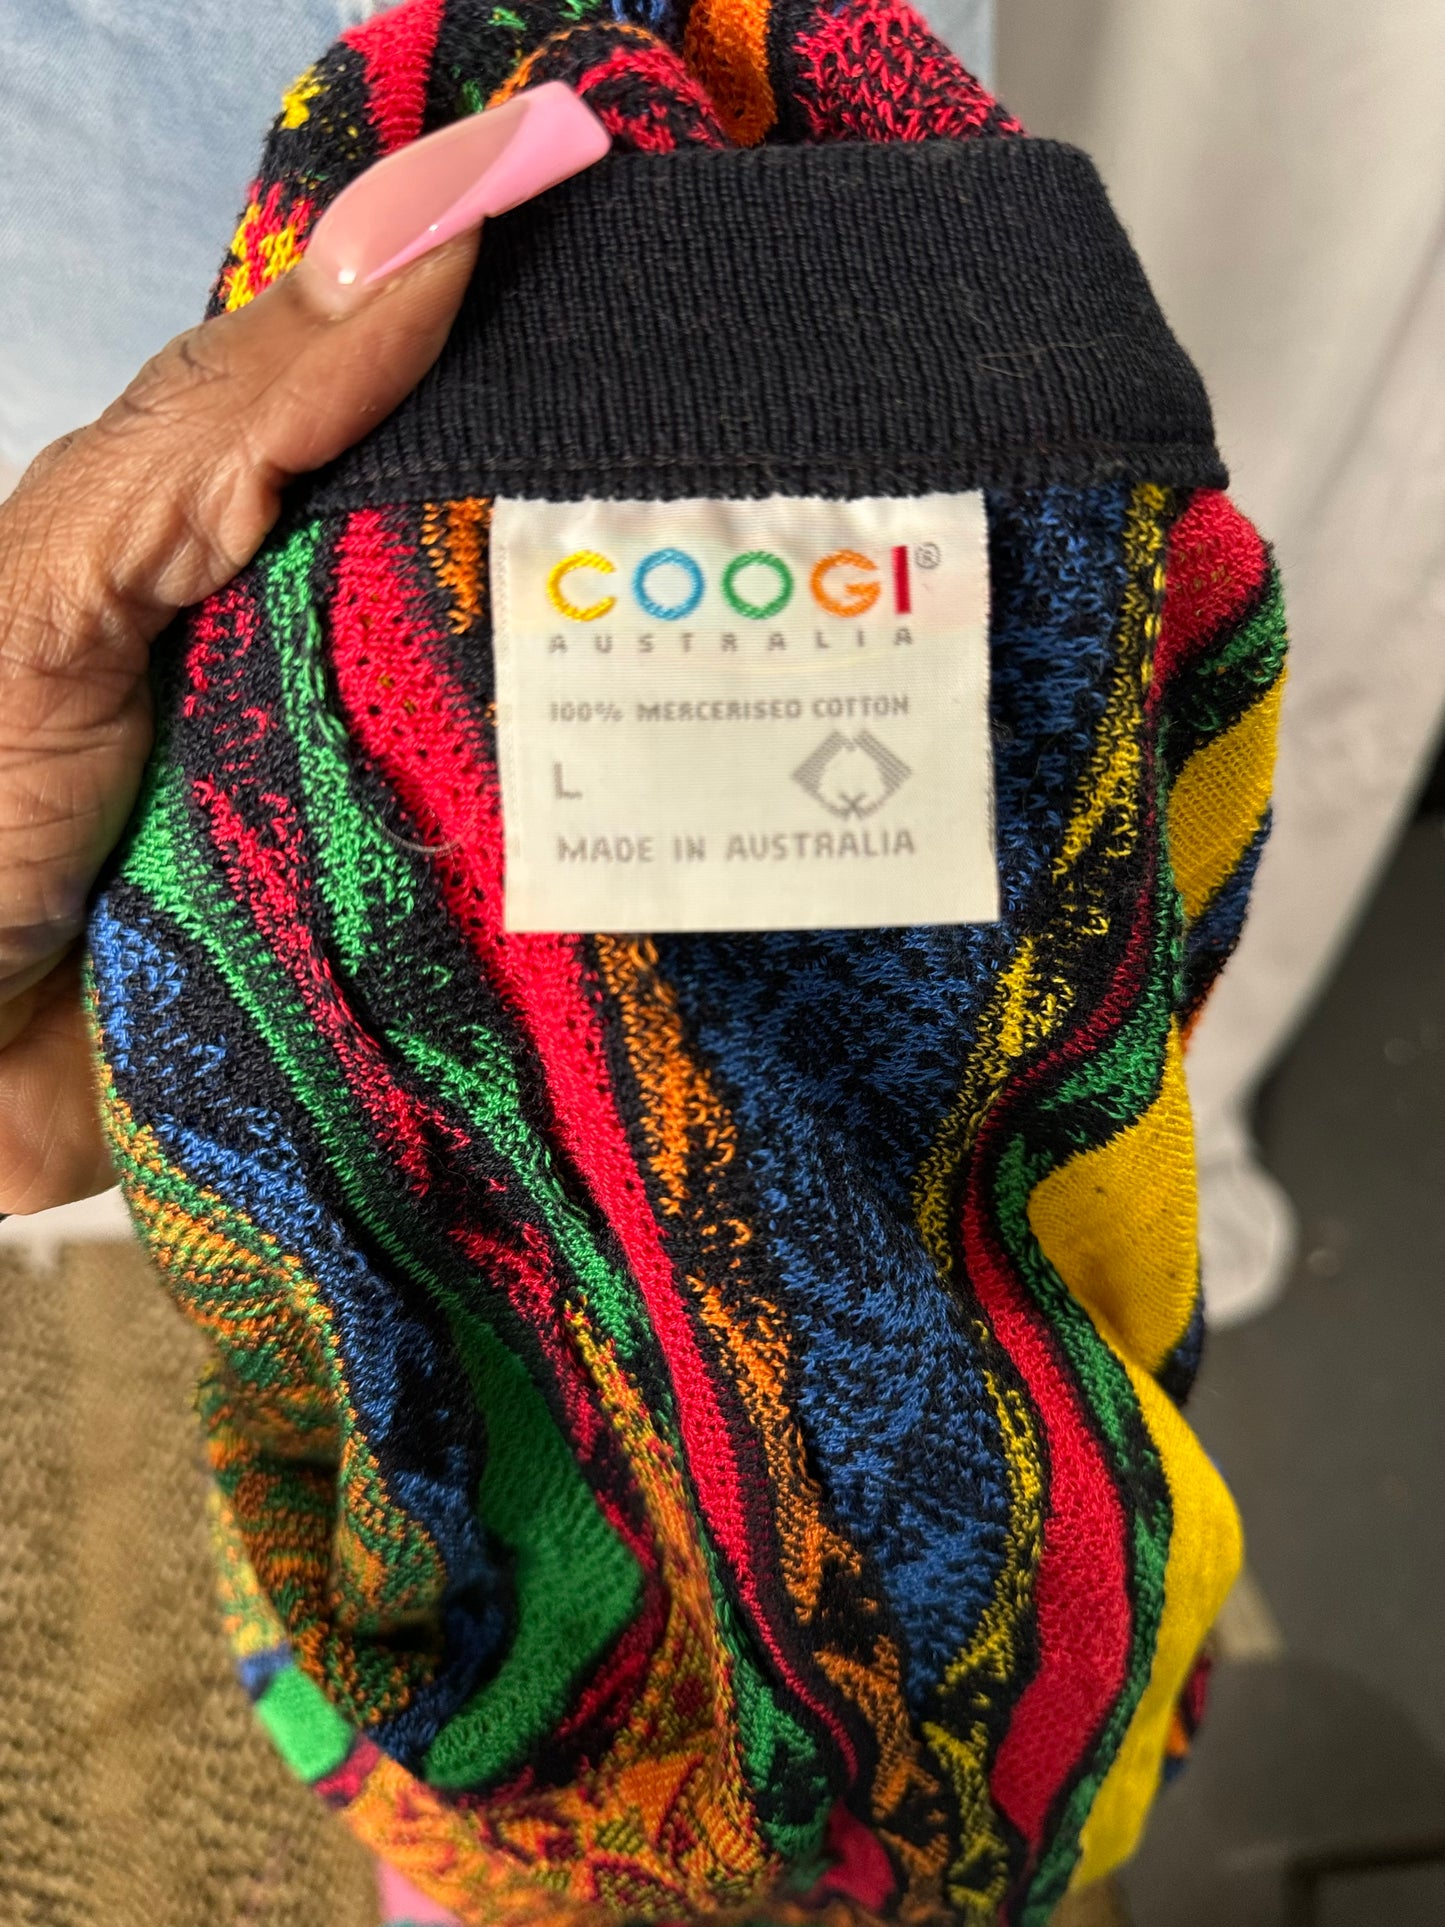 COOGI®
AUSTRALIA
100% MERCERISED COTTON
L
MADE IN AUSTRALIA